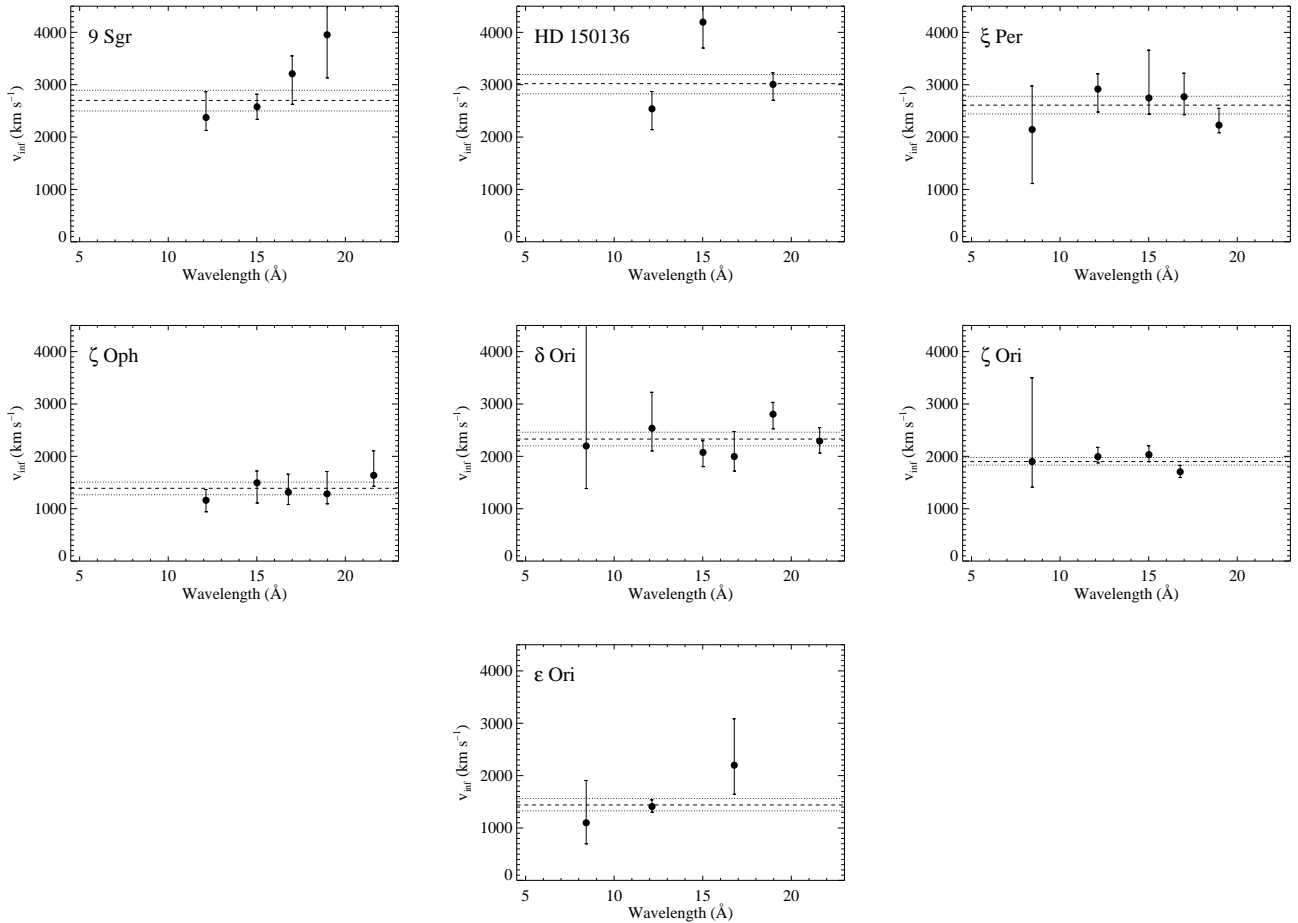 9 Sgr
v_inf (km s⁻¹)
4000
3000
2000
1000
0
5 10 15 20
Wavelength (Å)
HD 150136
v_inf (km s⁻¹)
4000
3000
2000
1000
0
5 10 15 20
Wavelength (Å)
ξ Per
v_inf (km s⁻¹)
4000
3000
2000
1000
0
5 10 15 20
Wavelength (Å)
ζ Oph
v_inf (km s⁻¹)
4000
3000
2000
1000
0
5 10 15 20
Wavelength (Å)
δ Ori
v_inf (km s⁻¹)
4000
3000
2000
1000
0
5 10 15 20
Wavelength (Å)
ζ Ori
v_inf (km s⁻¹)
4000
3000
2000
1000
0
5 10 15 20
Wavelength (Å)
ε Ori
v_inf (km s⁻¹)
4000
3000
2000
1000
0
5 10 15 20
Wavelength (Å)